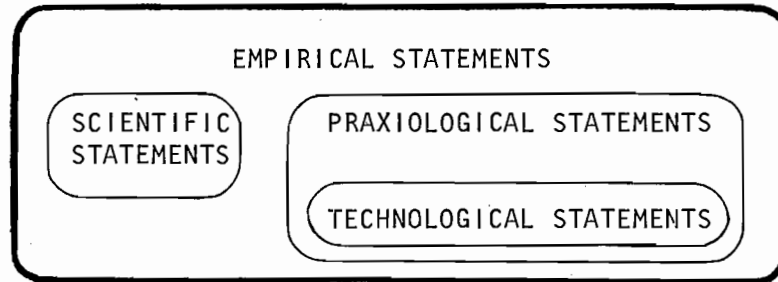 EMPIRICAL STATEMENTS
SCIENTIFIC
STATEMENTS
PRAXIOLOGICAL STATEMENTS
TECHNOLOGICAL STATEMENTS